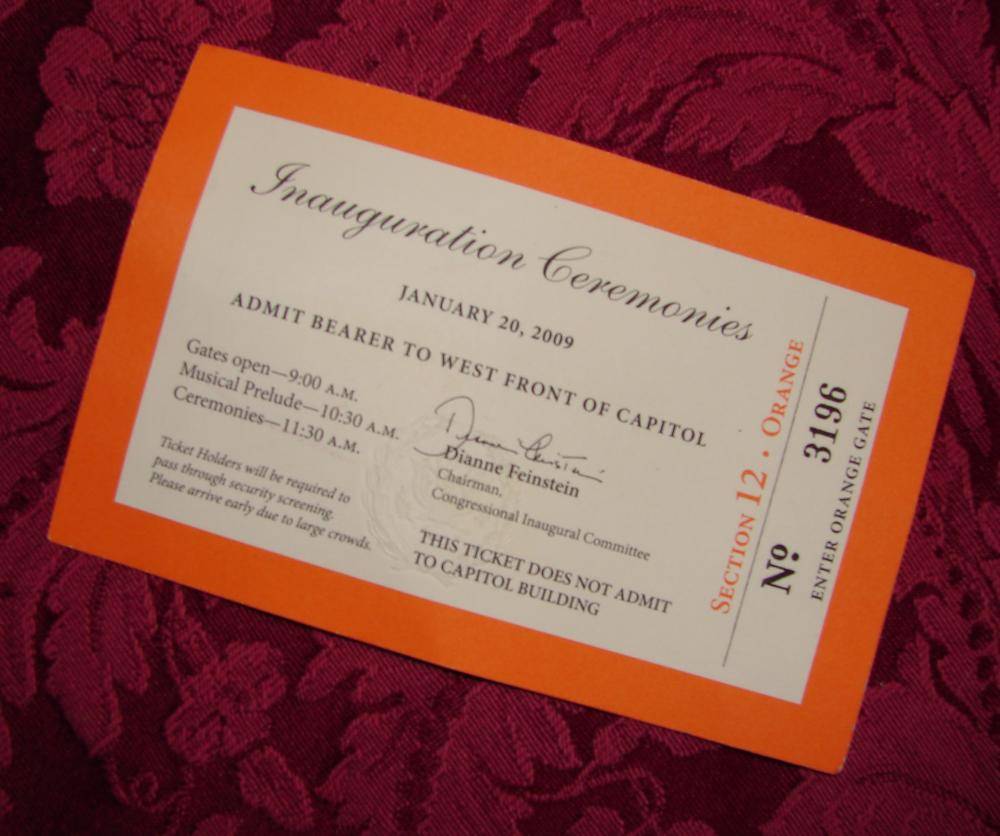 Inauguration Ceremonies
JANUARY 20, 2009
ADMIT BEARER TO WEST FRONT OF CAPITOL
Gates open—9:00 A.M.
Musical Prelude—10:30 A.M.
Ceremonies—11:30 A.M.
Ticket Holders will be required to
pass through security screening.
Please arrive early due to large crowds.
Dianne Feinstein
Dianne Feinstein
Chairman,
Congressional Inaugural Committee
THIS TICKET DOES NOT ADMIT
TO CAPITOL BUILDING
SECTION 12 · ORANGE
Nº 3196
ENTER ORANGE GATE